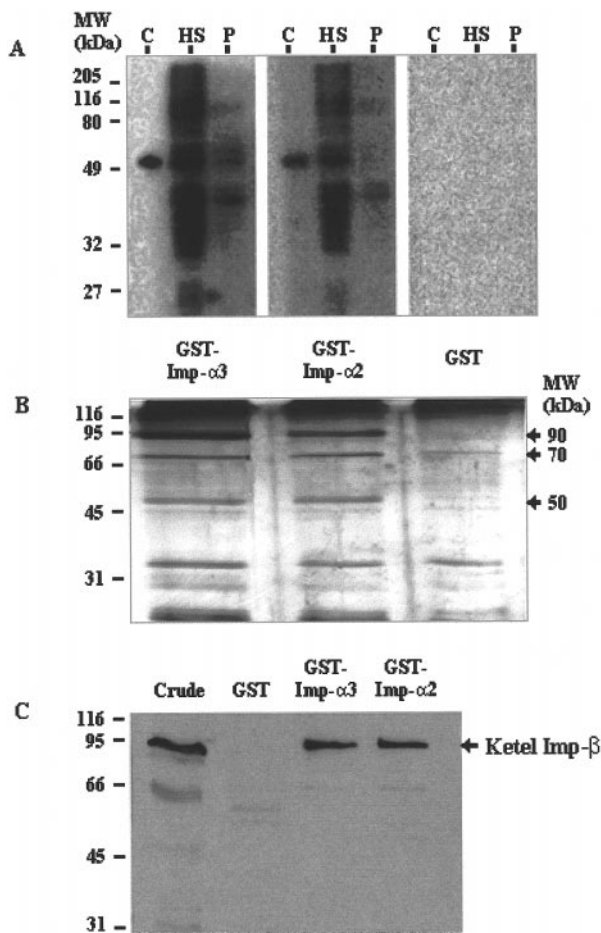 MW
(kDa)
C HS P C HS P C HS P
A
205
116
80
49
32
27
GST-
Imp-α3
GST-
Imp-α2
GST
MW
(kDa)
B
116
95
66
45
31
90
70
50
Crude GST GST-
Imp-α3
GST-
Imp-α2
C
116
95
66
45
31
Ketel Imp-β